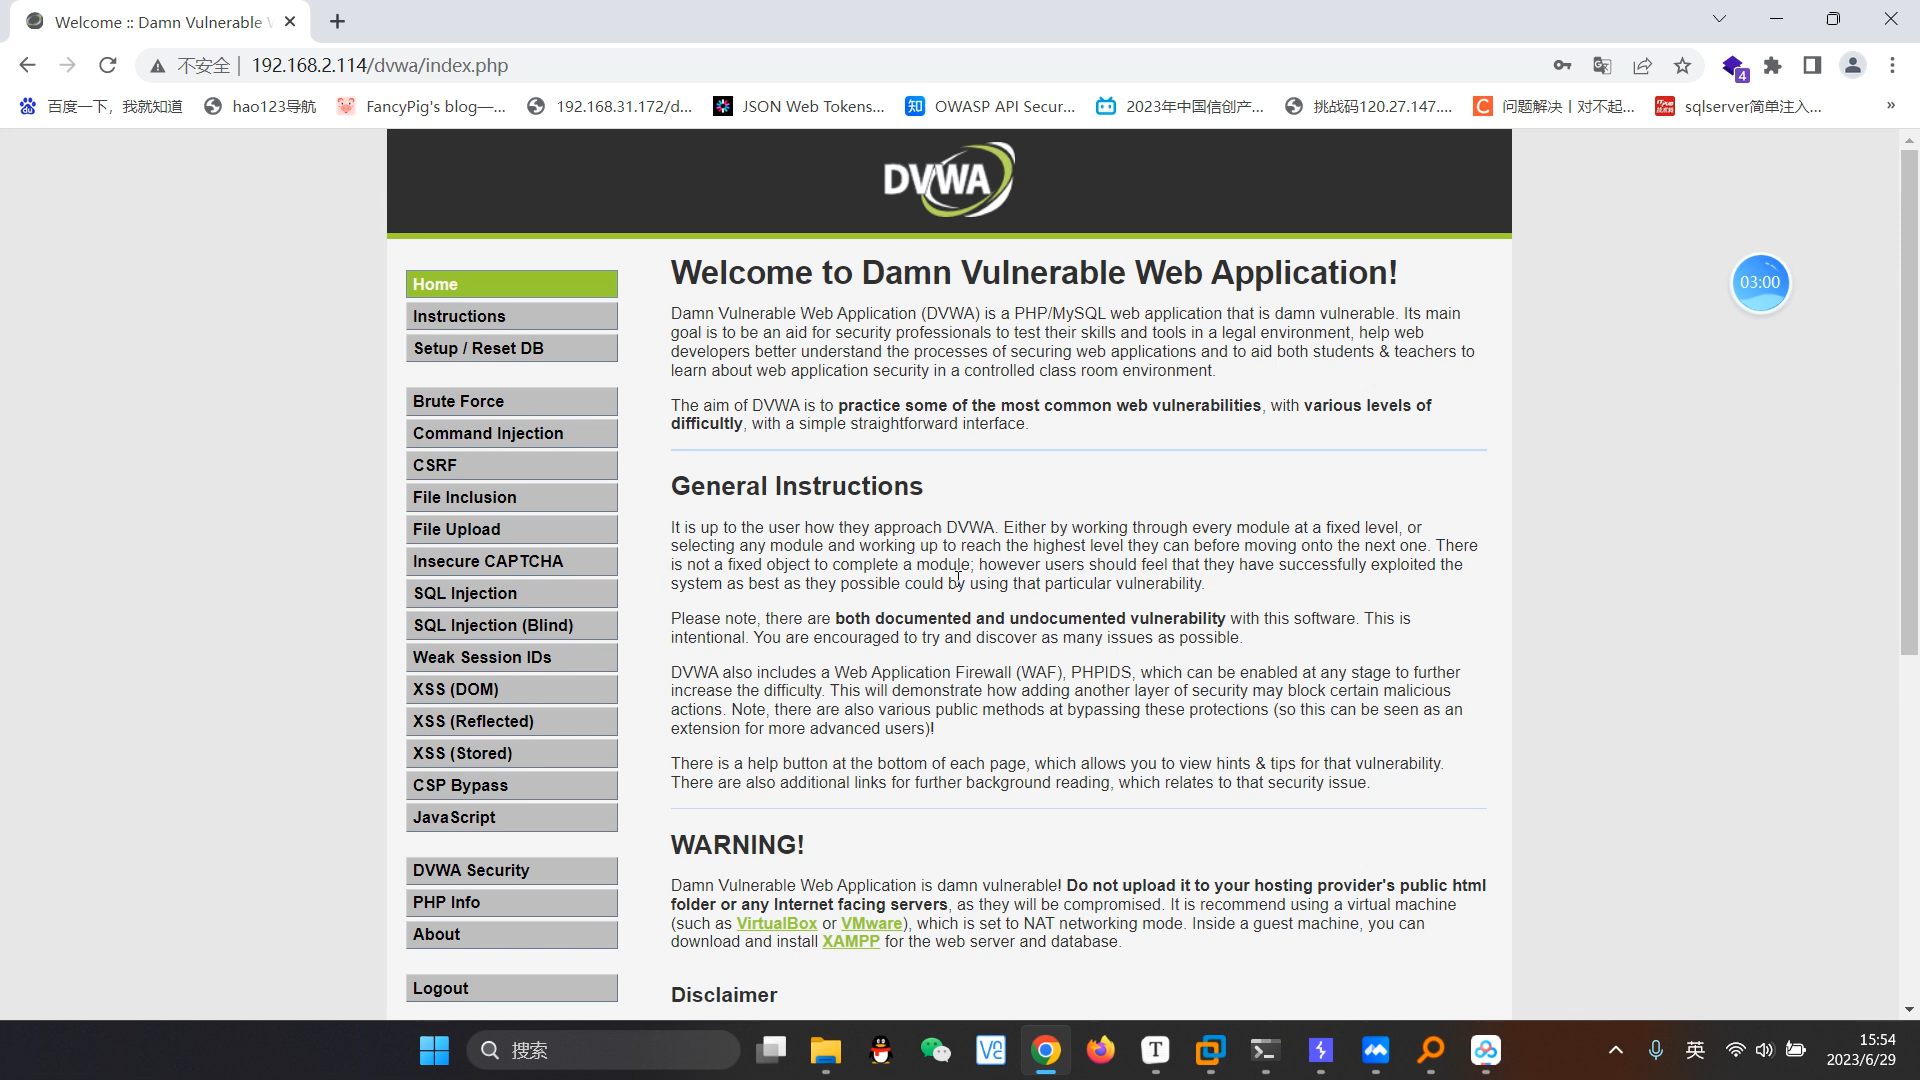 Welcome :: Damn Vulnerable
不安全 | 192.168.2.114/dvwa/index.php
4
百度一下，我就知道
hao123导航
FancyPig's blog—...
192.168.31.172/d...
JSON Web Tokens...
知 OWASP API Secur...
2023年中国信创产...
挑战码120.27.147....
C 问题解决丨对不起...
sqlserver简单注入...
»
DVWA
03:00
Home
Instructions
Setup / Reset DB
Brute Force
Command Injection
CSRF
File Inclusion
File Upload
Insecure CAPTCHA
SQL Injection
SQL Injection (Blind)
Weak Session IDs
XSS (DOM)
XSS (Reflected)
XSS (Stored)
CSP Bypass
JavaScript
DVWA Security
PHP Info
About
Logout
Welcome to Damn Vulnerable Web Application!
Damn Vulnerable Web Application (DVWA) is a PHP/MySQL web application that is damn vulnerable. Its main
goal is to be an aid for security professionals to test their skills and tools in a legal environment, help web
developers better understand the processes of securing web applications and to aid both students & teachers to
learn about web application security in a controlled class room environment.
The aim of DVWA is to practice some of the most common web vulnerabilities, with various levels of
difficultly, with a simple straightforward interface.
General Instructions
It is up to the user how they approach DVWA. Either by working through every module at a fixed level, or
selecting any module and working up to reach the highest level they can before moving onto the next one. There
is not a fixed object to complete a module; however users should feel that they have successfully exploited the
system as best as they possible could by using that particular vulnerability.
Please note, there are both documented and undocumented vulnerability with this software. This is
intentional. You are encouraged to try and discover as many issues as possible.
DVWA also includes a Web Application Firewall (WAF), PHPIDS, which can be enabled at any stage to further
increase the difficulty. This will demonstrate how adding another layer of security may block certain malicious
actions. Note, there are also various public methods at bypassing these protections (so this can be seen as an
extension for more advanced users)!
There is a help button at the bottom of each page, which allows you to view hints & tips for that vulnerability.
There are also additional links for further background reading, which relates to that security issue.
WARNING!
Damn Vulnerable Web Application is damn vulnerable! Do not upload it to your hosting provider's public html
folder or any Internet facing servers, as they will be compromised. It is recommend using a virtual machine
(such as VirtualBox or VMware), which is set to NAT networking mode. Inside a guest machine, you can
download and install XAMPP for the web server and database.
Disclaimer
搜索
T
英
15:54
2023/6/29